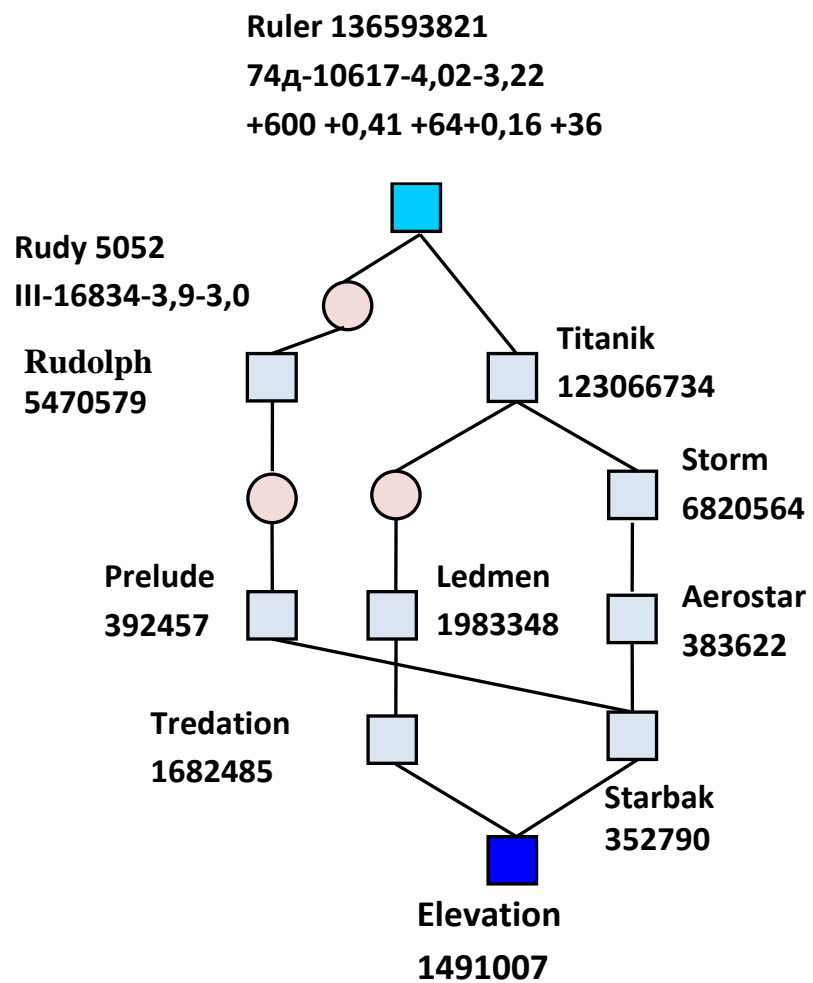 Ruler 136593821
74д-10617-4,02-3,22
+600 +0,41 +64+0,16 +36
Rudy 5052
III-16834-3,9-3,0
Rudolph
5470579
Titanik
123066734
Storm
6820564
Prelude
392457
Ledmen
1983348
Aerostar
383622
Tredation
1682485
Starbak
352790
Elevation
1491007